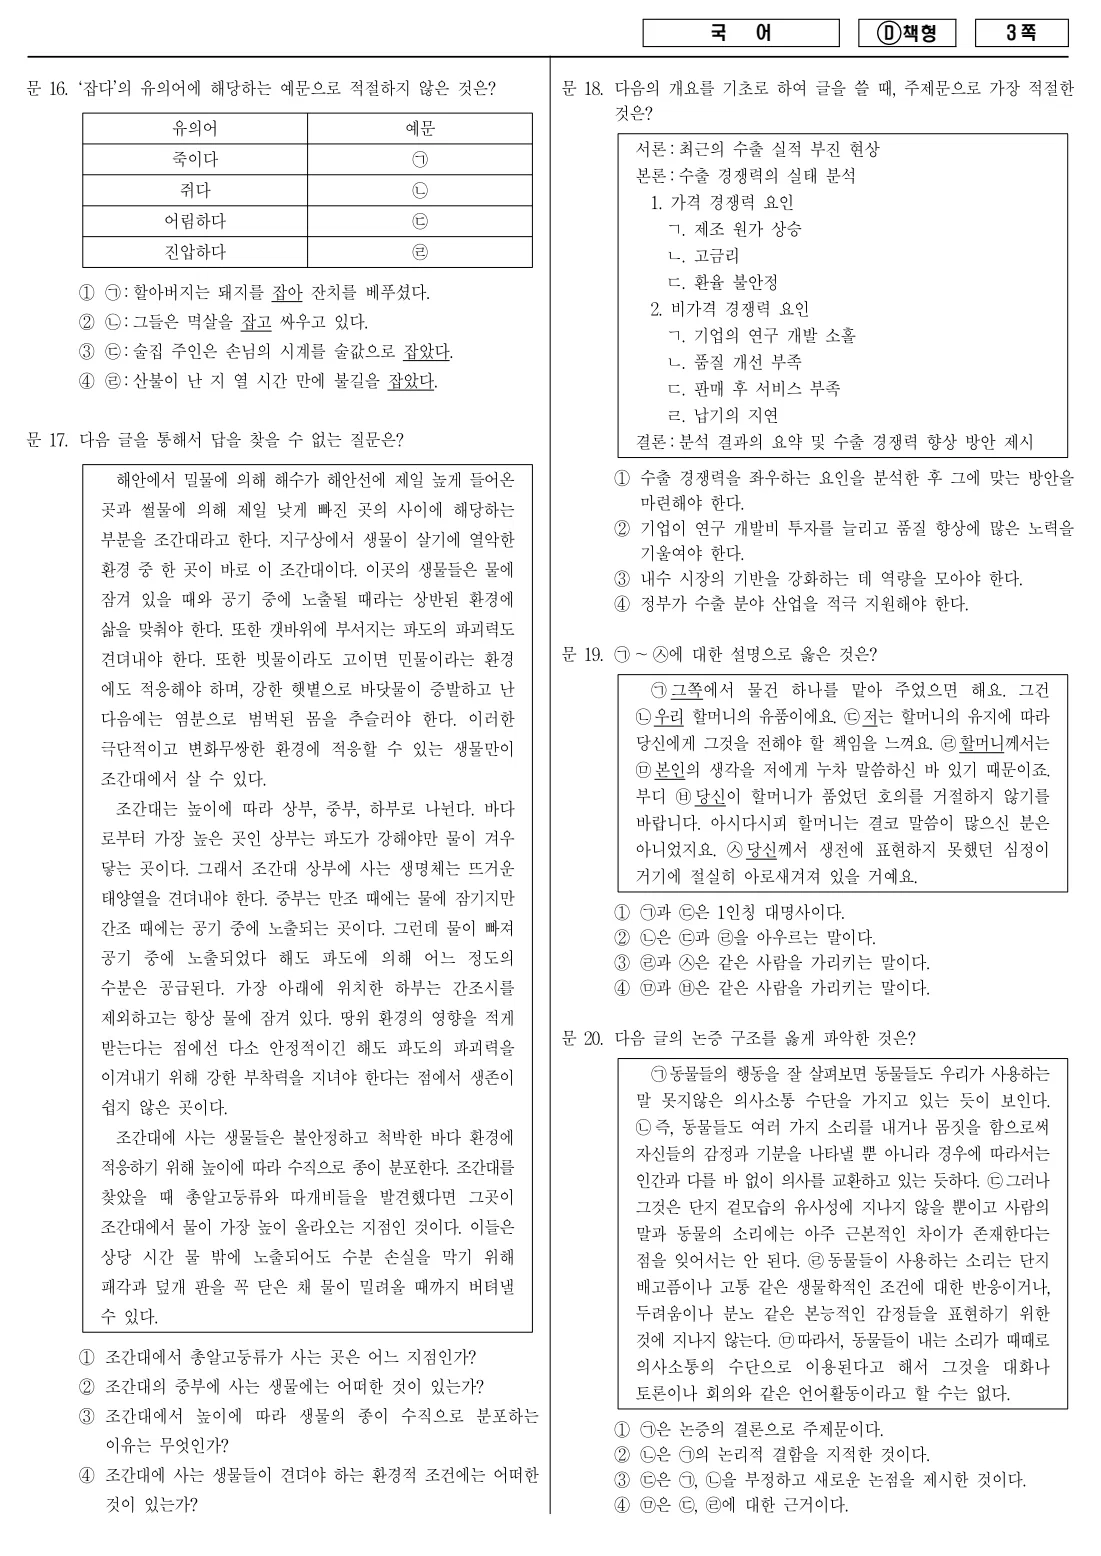 국 어
Ⓓ책형
3쪽
문 16. ‘잡다’의 유의어에 해당하는 예문으로 적절하지 않은 것은?
유의어 예문
죽이다 ㉠
쥐다 ㉡
어림하다 ㉢
진압하다 ㉣
① ㉠: 할아버지는 돼지를 잡아 잔치를 베푸셨다.
② ㉡: 그들은 멱살을 잡고 싸우고 있다.
③ ㉢: 술집 주인은 손님의 시계를 술값으로 잡았다.
④ ㉣: 산불이 난 지 열 시간 만에 불길을 잡았다.
문 17. 다음 글을 통해서 답을 찾을 수 없는 질문은?
해안에서 밀물에 의해 해수가 해안선에 제일 높게 들어온
곳과 썰물에 의해 제일 낮게 빠진 곳의 사이에 해당하는
부분을 조간대라고 한다. 지구상에서 생물이 살기에 열악한
환경 중 한 곳이 바로 이 조간대이다. 이곳의 생물들은 물에
잠겨 있을 때와 공기 중에 노출될 때라는 상반된 환경에
삶을 맞춰야 한다. 또한 갯바위에 부서지는 파도의 파괴력도
견뎌내야 한다. 또한 빗물이라도 고이면 민물이라는 환경
에도 적응해야 하며, 강한 햇볕으로 바닷물이 증발하고 난
다음에는 염분으로 범벅된 몸을 추슬러야 한다. 이러한
극단적이고 변화무쌍한 환경에 적응할 수 있는 생물만이
조간대에서 살 수 있다.
조간대는 높이에 따라 상부, 중부, 하부로 나뉜다. 바다
로부터 가장 높은 곳인 상부는 파도가 강해야만 물이 겨우
닿는 곳이다. 그래서 조간대 상부에 사는 생명체는 뜨거운
태양열을 견뎌내야 한다. 중부는 만조 때에는 물에 잠기지만
간조 때에는 공기 중에 노출되는 곳이다. 그런데 물이 빠져
공기 중에 노출되었다 해도 파도에 의해 어느 정도의
수분은 공급된다. 가장 아래에 위치한 하부는 간조시를
제외하고는 항상 물에 잠겨 있다. 땅위 환경의 영향을 적게
받는다는 점에선 다소 안정적이긴 해도 파도의 파괴력을
이겨내기 위해 강한 부착력을 지녀야 한다는 점에서 생존이
쉽지 않은 곳이다.
조간대에 사는 생물들은 불안정하고 척박한 바다 환경에
적응하기 위해 높이에 따라 수직으로 종이 분포한다. 조간대를
찾았을 때 총알고둥류와 따개비들을 발견했다면 그곳이
조간대에서 물이 가장 높이 올라오는 지점인 것이다. 이들은
상당 시간 물 밖에 노출되어도 수분 손실을 막기 위해
패각과 덮개 판을 꼭 닫은 채 물이 밀려올 때까지 버텨낼
수 있다.
① 조간대에서 총알고둥류가 사는 곳은 어느 지점인가?
② 조간대의 중부에 사는 생물에는 어떠한 것이 있는가?
③ 조간대에서 높이에 따라 생물의 종이 수직으로 분포하는
이유는 무엇인가?
④ 조간대에 사는 생물들이 견뎌야 하는 환경적 조건에는 어떠한
것이 있는가?
문 18. 다음의 개요를 기초로 하여 글을 쓸 때, 주제문으로 가장 적절한
것은?
서론: 최근의 수출 실적 부진 현상
본론: 수출 경쟁력의 실태 분석
1. 가격 경쟁력 요인
ㄱ. 제조 원가 상승
ㄴ. 고금리
ㄷ. 환율 불안정
2. 비가격 경쟁력 요인
ㄱ. 기업의 연구 개발 소홀
ㄴ. 품질 개선 부족
ㄷ. 판매 후 서비스 부족
ㄹ. 납기의 지연
결론: 분석 결과의 요약 및 수출 경쟁력 향상 방안 제시
① 수출 경쟁력을 좌우하는 요인을 분석한 후 그에 맞는 방안을
마련해야 한다.
② 기업이 연구 개발비 투자를 늘리고 품질 향상에 많은 노력을
기울여야 한다.
③ 내수 시장의 기반을 강화하는 데 역량을 모아야 한다.
④ 정부가 수출 분야 산업을 적극 지원해야 한다.
문 19. ㉠ ~ ㉦에 대한 설명으로 옳은 것은?
㉠그쪽에서 물건 하나를 맡아 주었으면 해요. 그건
㉡우리 할머니의 유품이에요. ㉢저는 할머니의 유지에 따라
당신에게 그것을 전해야 할 책임을 느껴요. ㉣할머니께서는
㉤본인의 생각을 저에게 누차 말씀하신 바 있기 때문이죠.
부디 ㉥당신이 할머니가 품었던 호의를 거절하지 않기를
바랍니다. 아시다시피 할머니는 결코 말씀이 많으신 분은
아니었지요. ㉦당신께서 생전에 표현하지 못했던 심정이
거기에 절실히 아로새겨져 있을 거예요.
① ㉠과 ㉢은 1인칭 대명사이다.
② ㉡은 ㉢과 ㉣을 아우르는 말이다.
③ ㉣과 ㉦은 같은 사람을 가리키는 말이다.
④ ㉤과 ㉥은 같은 사람을 가리키는 말이다.
문 20. 다음 글의 논증 구조를 옳게 파악한 것은?
㉠동물들의 행동을 잘 살펴보면 동물들도 우리가 사용하는
말 못지않은 의사소통 수단을 가지고 있는 듯이 보인다.
㉡즉, 동물들도 여러 가지 소리를 내거나 몸짓을 함으로써
자신들의 감정과 기분을 나타낼 뿐 아니라 경우에 따라서는
인간과 다를 바 없이 의사를 교환하고 있는 듯하다. ㉢그러나
그것은 단지 겉모습의 유사성에 지나지 않을 뿐이고 사람의
말과 동물의 소리에는 아주 근본적인 차이가 존재한다는
점을 잊어서는 안 된다. ㉣동물들이 사용하는 소리는 단지
배고픔이나 고통 같은 생물학적인 조건에 대한 반응이거나,
두려움이나 분노 같은 본능적인 감정들을 표현하기 위한
것에 지나지 않는다. ㉤따라서, 동물들이 내는 소리가 때때로
의사소통의 수단으로 이용된다고 해서 그것을 대화나
토론이나 회의와 같은 언어활동이라고 할 수는 없다.
① ㉠은 논증의 결론으로 주제문이다.
② ㉡은 ㉠의 논리적 결함을 지적한 것이다.
③ ㉢은 ㉠, ㉡을 부정하고 새로운 논점을 제시한 것이다.
④ ㉤은 ㉢, ㉣에 대한 근거이다.